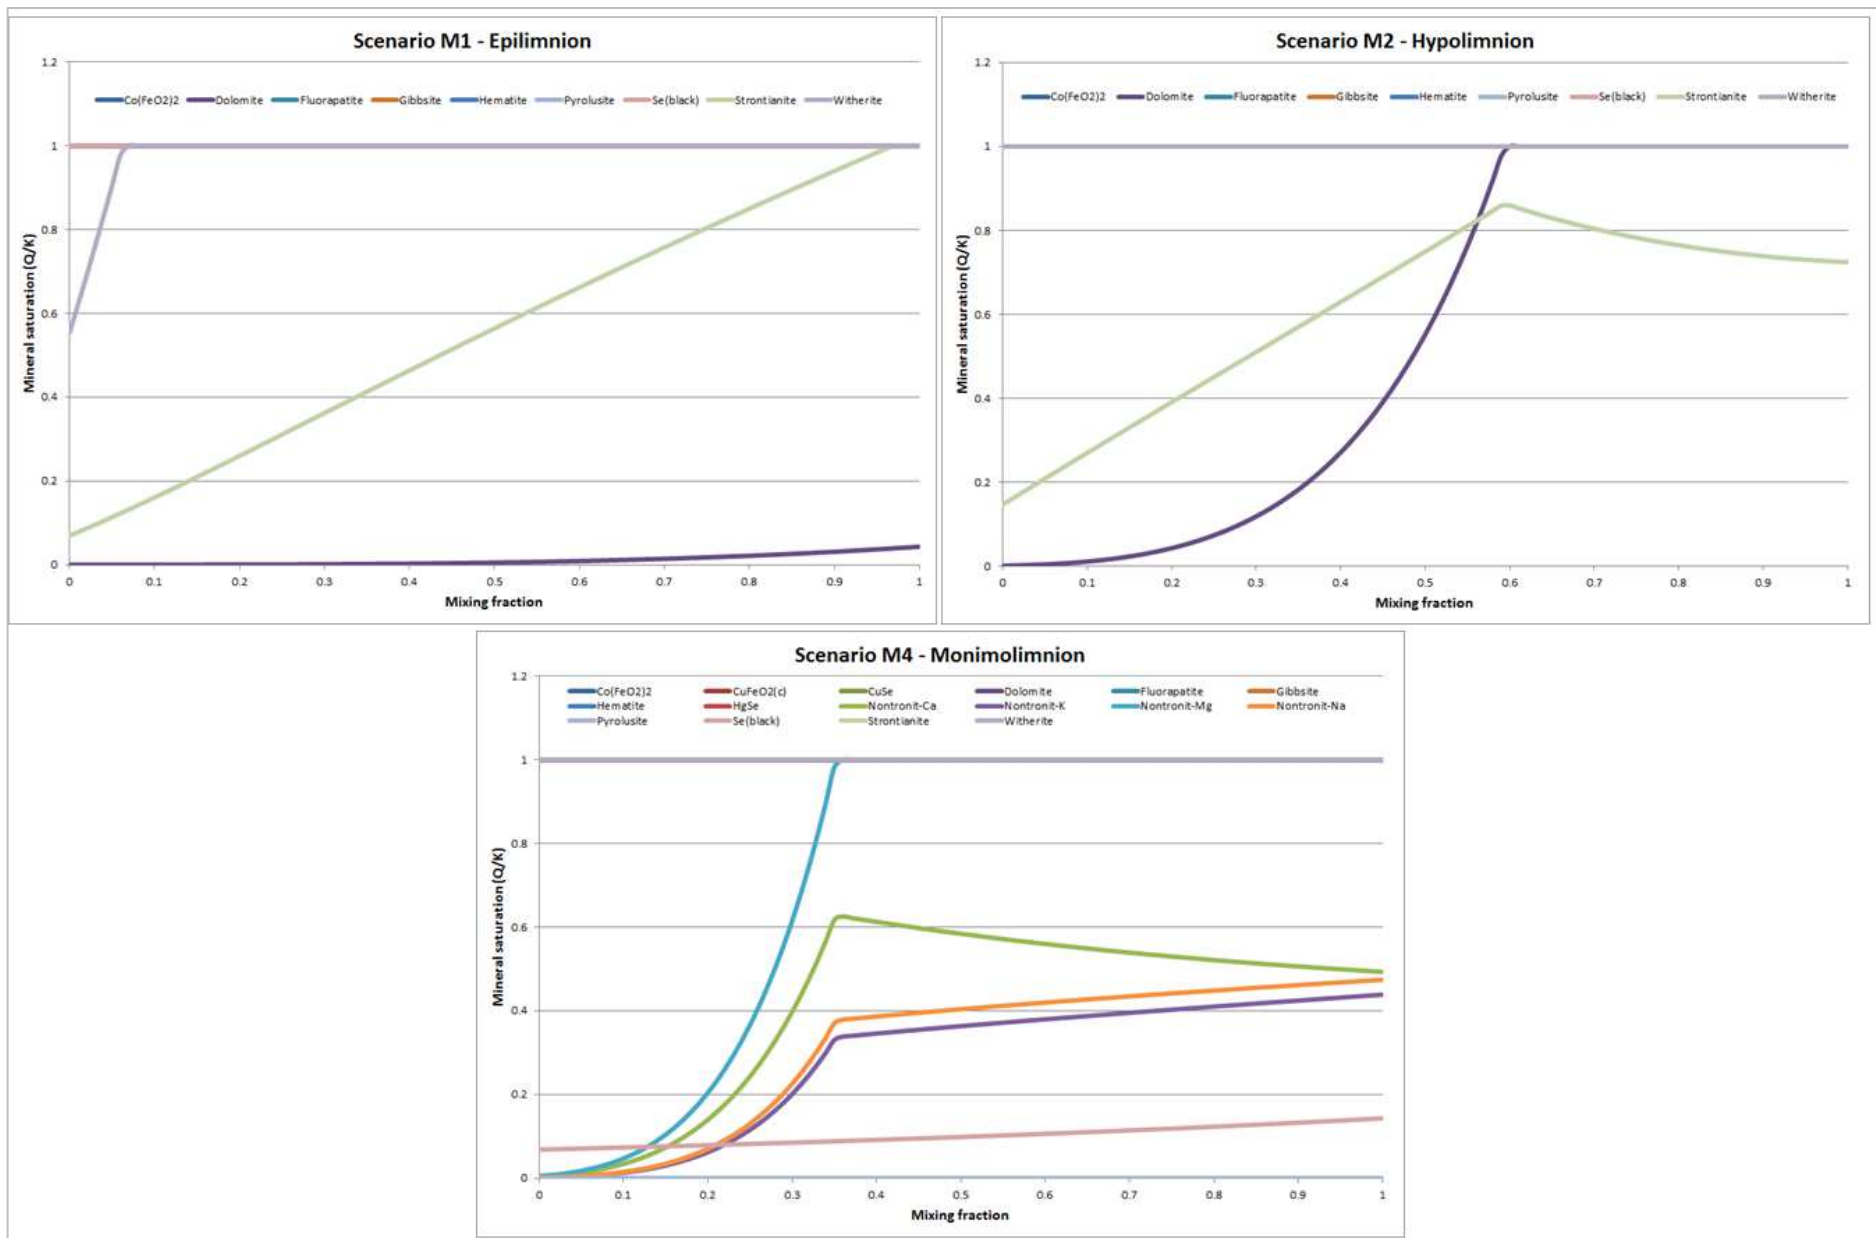 Scenario M1 - Epilimnion
1.2
Co(FeO2)2 Dolomite Fluorapatite Gibbsite Hematite Pyrolusite Se(black) Strontianite Witherite
1
0.8
0.6
0.4
0.2
0
Mineral saturation (Q/K)
0 0.1 0.2 0.3 0.4 0.5 0.6 0.7 0.8 0.9 1
Mixing fraction
Scenario M2 - Hypolimnion
1.2
Co(FeO2)2 Dolomite Fluorapatite Gibbsite Hematite Pyrolusite Se(black) Strontianite Witherite
1
0.8
0.6
0.4
0.2
0
Mineral saturation (Q/K)
0 0.1 0.2 0.3 0.4 0.5 0.6 0.7 0.8 0.9 1
Mixing fraction
Scenario M4 - Monimolimnion
1.2
Co(FeO2)2 CuFeO2(c) CuSe Dolomite Fluorapatite Gibbsite
Hematite HgSe Nontronit-Ca Nontronit-K Nontronit-Mg Nontronit-Na
Pyrolusite Se(black) Strontianite Witherite
1
0.8
0.6
0.4
0.2
0
Mineral saturation (Q/K)
0 0.1 0.2 0.3 0.4 0.5 0.6 0.7 0.8 0.9 1
Mixing fraction